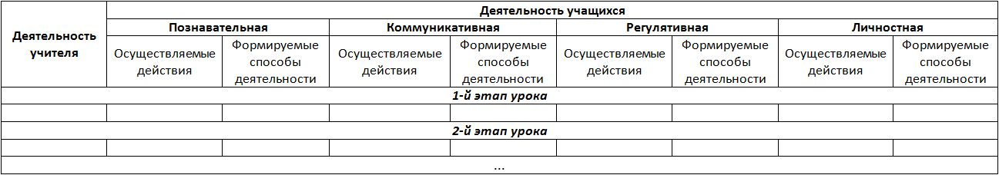 Деятельность учителя
Деятельность учащихся
Познавательная
Коммуникативная
Регулятивная
Личностная
Осуществляемые действия
Формируемые способы деятельности
Осуществляемые действия
Формируемые способы деятельности
Осуществляемые действия
Формируемые способы деятельности
Осуществляемые действия
Формируемые способы деятельности
1-й этап урока
2-й этап урока
...